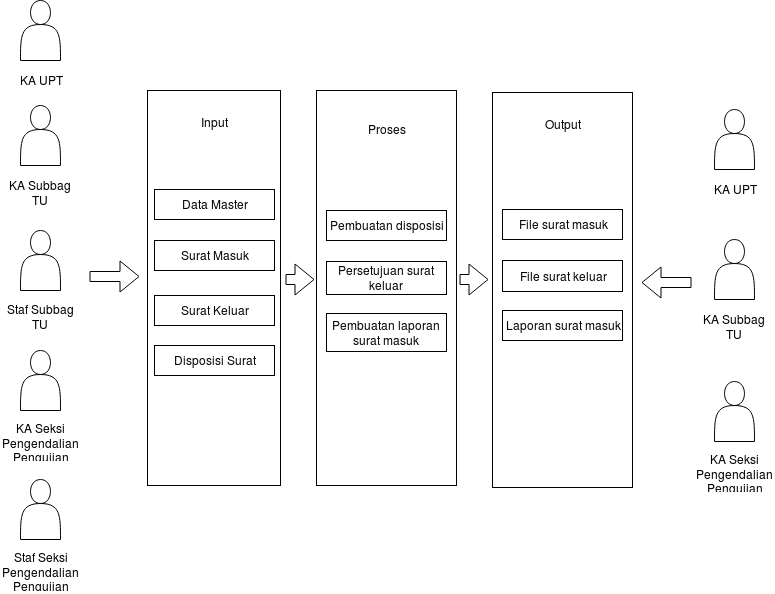 KA UPT
KA Subbag
TU
Staf Subbag
TU
KA Seksi
Pengendalian
Pengujian
Staf Seksi
Pengendalian
Pengujian
Input
Data Master
Surat Masuk
Surat Keluar
Disposisi Surat
Proses
Pembuatan disposisi
Persetujuan surat
keluar
Pembuatan laporan
surat masuk
Output
File surat masuk
File surat keluar
Laporan surat masuk
KA UPT
KA Subbag
TU
KA Seksi
Pengendalian
Pengujian